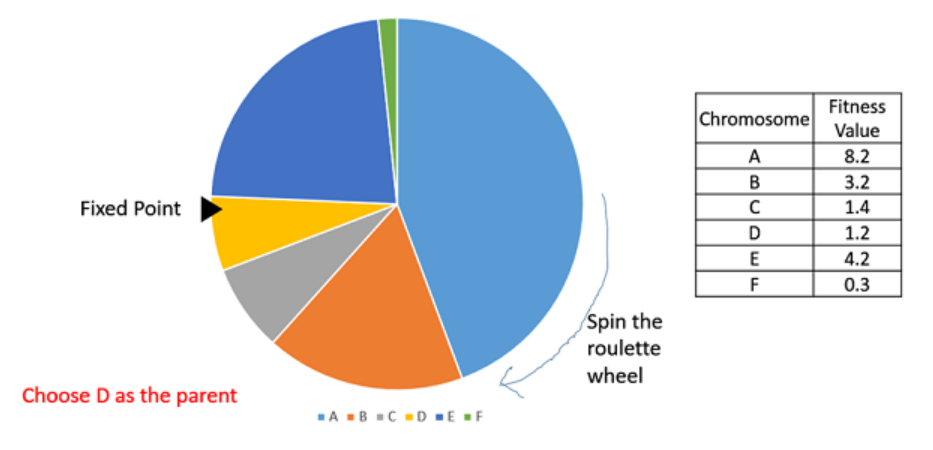 Fixed Point
Chromosome
Fitness
Value
A 8.2
B 3.2
C 1.4
D 1.2
E 4.2
F 0.3
Spin the
roulette
wheel
Choose D as the parent
A B C D E F